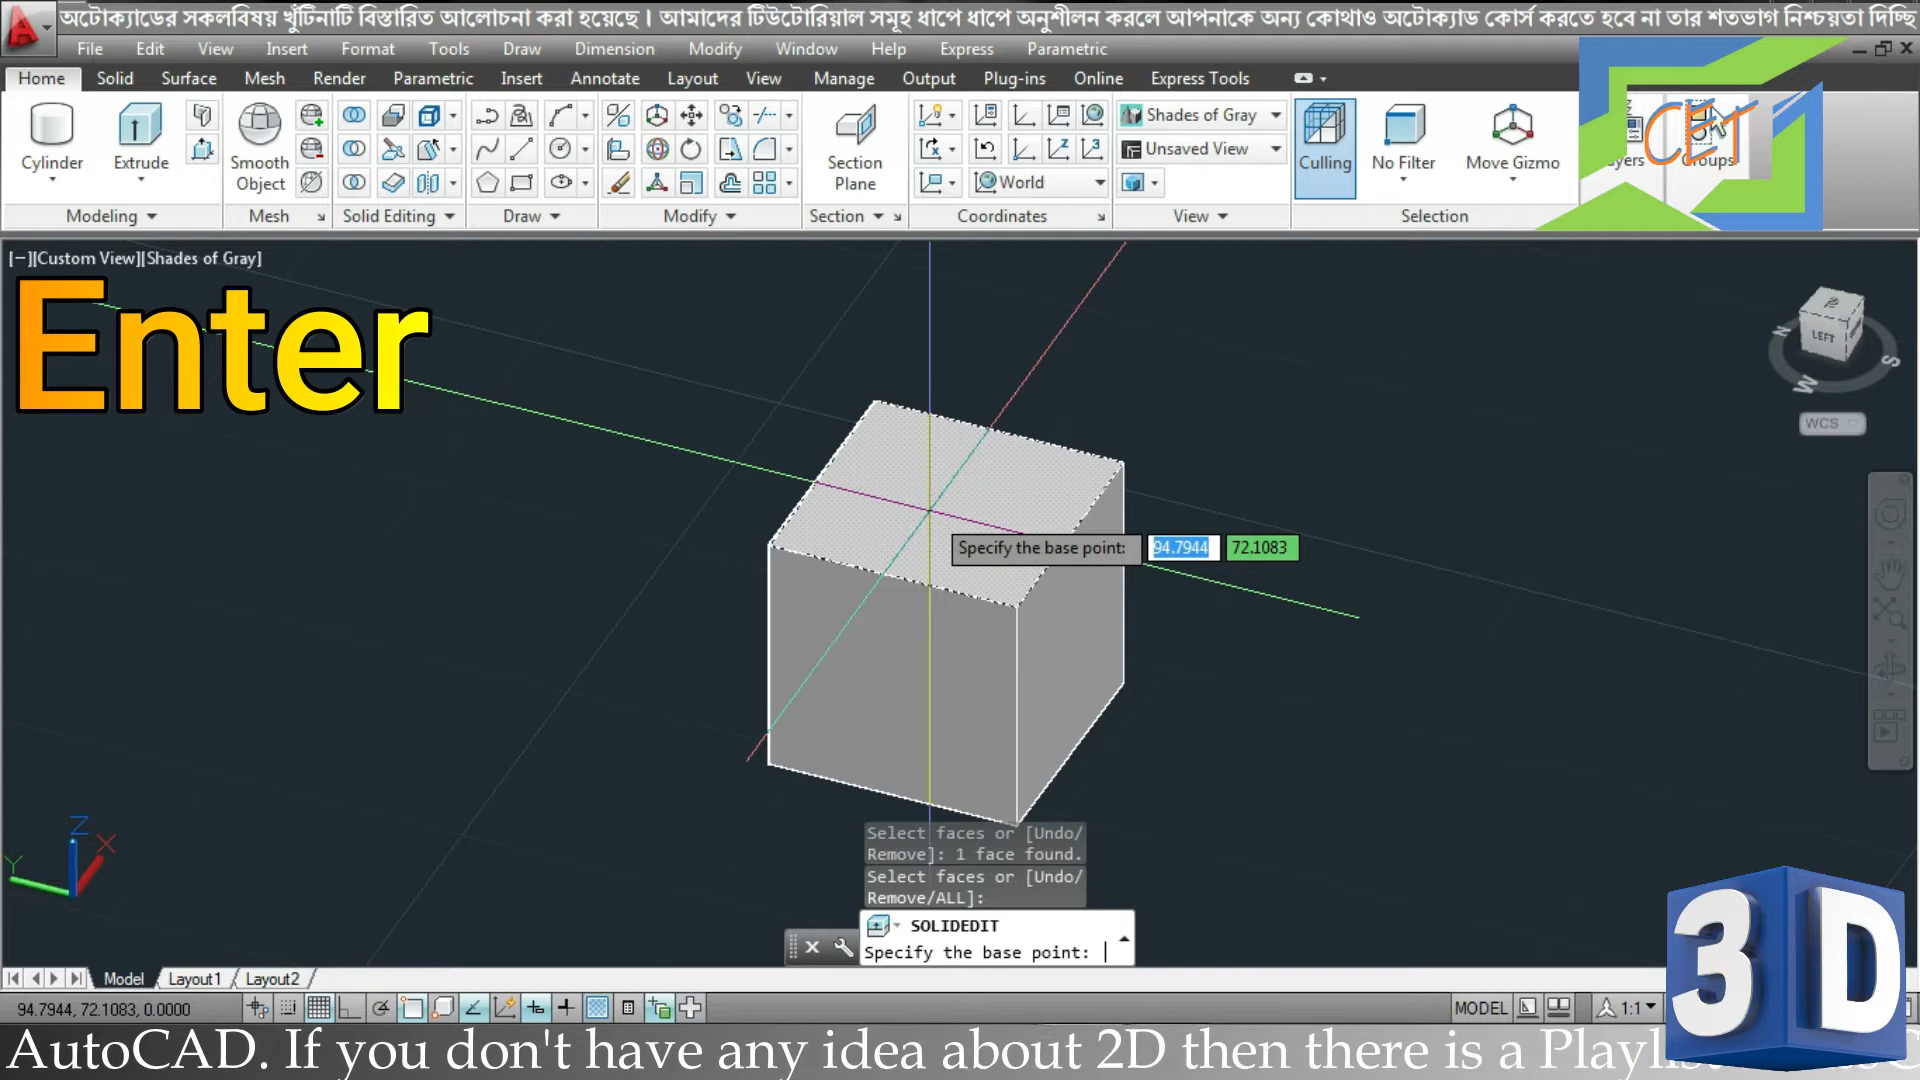 অটোক্যাডের সকলবিষয় খুঁটিনাটি বিস্তারিত আলোচনা করা হয়েছে। আমাদের টিউটোরিয়াল সমূহ ধাপে ধাপে অনুশীলন করলে আপনাকে অন্য কোথাও অটোক্যাড কোর্স করতে হবে না তার শতভাগ নিশ্চয়তা দিচ্ছি
File Edit View Insert Format Tools Draw Dimension Modify Window Help Express Parametric
Home Solid Surface Mesh Render Parametric Insert Annotate Layout View Manage Output Plug-ins Online Express Tools
Cylinder Extrude Smooth Object Section Plane Shades of Gray Culling No Filter Move Gizmo Groups
Unsaved View
World
CET
Modeling Mesh Solid Editing Draw Modify Section Coordinates View Selection
[−][Custom View][Shades of Gray]
Enter
LEFT
N
S
W
WCS
Specify the base point: 94.7944 72.1083
Z
X
Y
Select faces or [Undo/
Remove]: 1 face found.
Select faces or [Undo/
Remove/ALL]:
SOLIDEDIT
Specify the base point:
3D
Model Layout1 Layout2
94.7944, 72.1083, 0.0000 MODEL 1:1
AutoCAD. If you don't have any idea about 2D then there is a